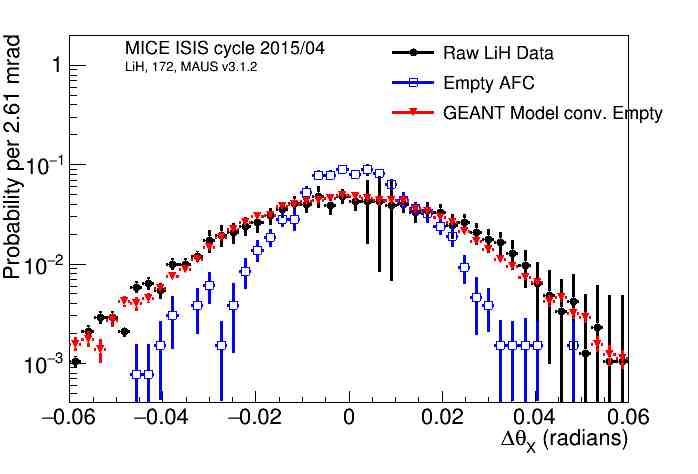 MICE ISIS cycle 2015/04
LiH, 172, MAUS v3.1.2
Raw LiH Data
Empty AFC
GEANT Model conv. Empty
Probability per 2.61 mrad
1
10⁻¹
10⁻²
10⁻³
−0.06 −0.04 −0.02 0 0.02 0.04 0.06
Δθ_X (radians)